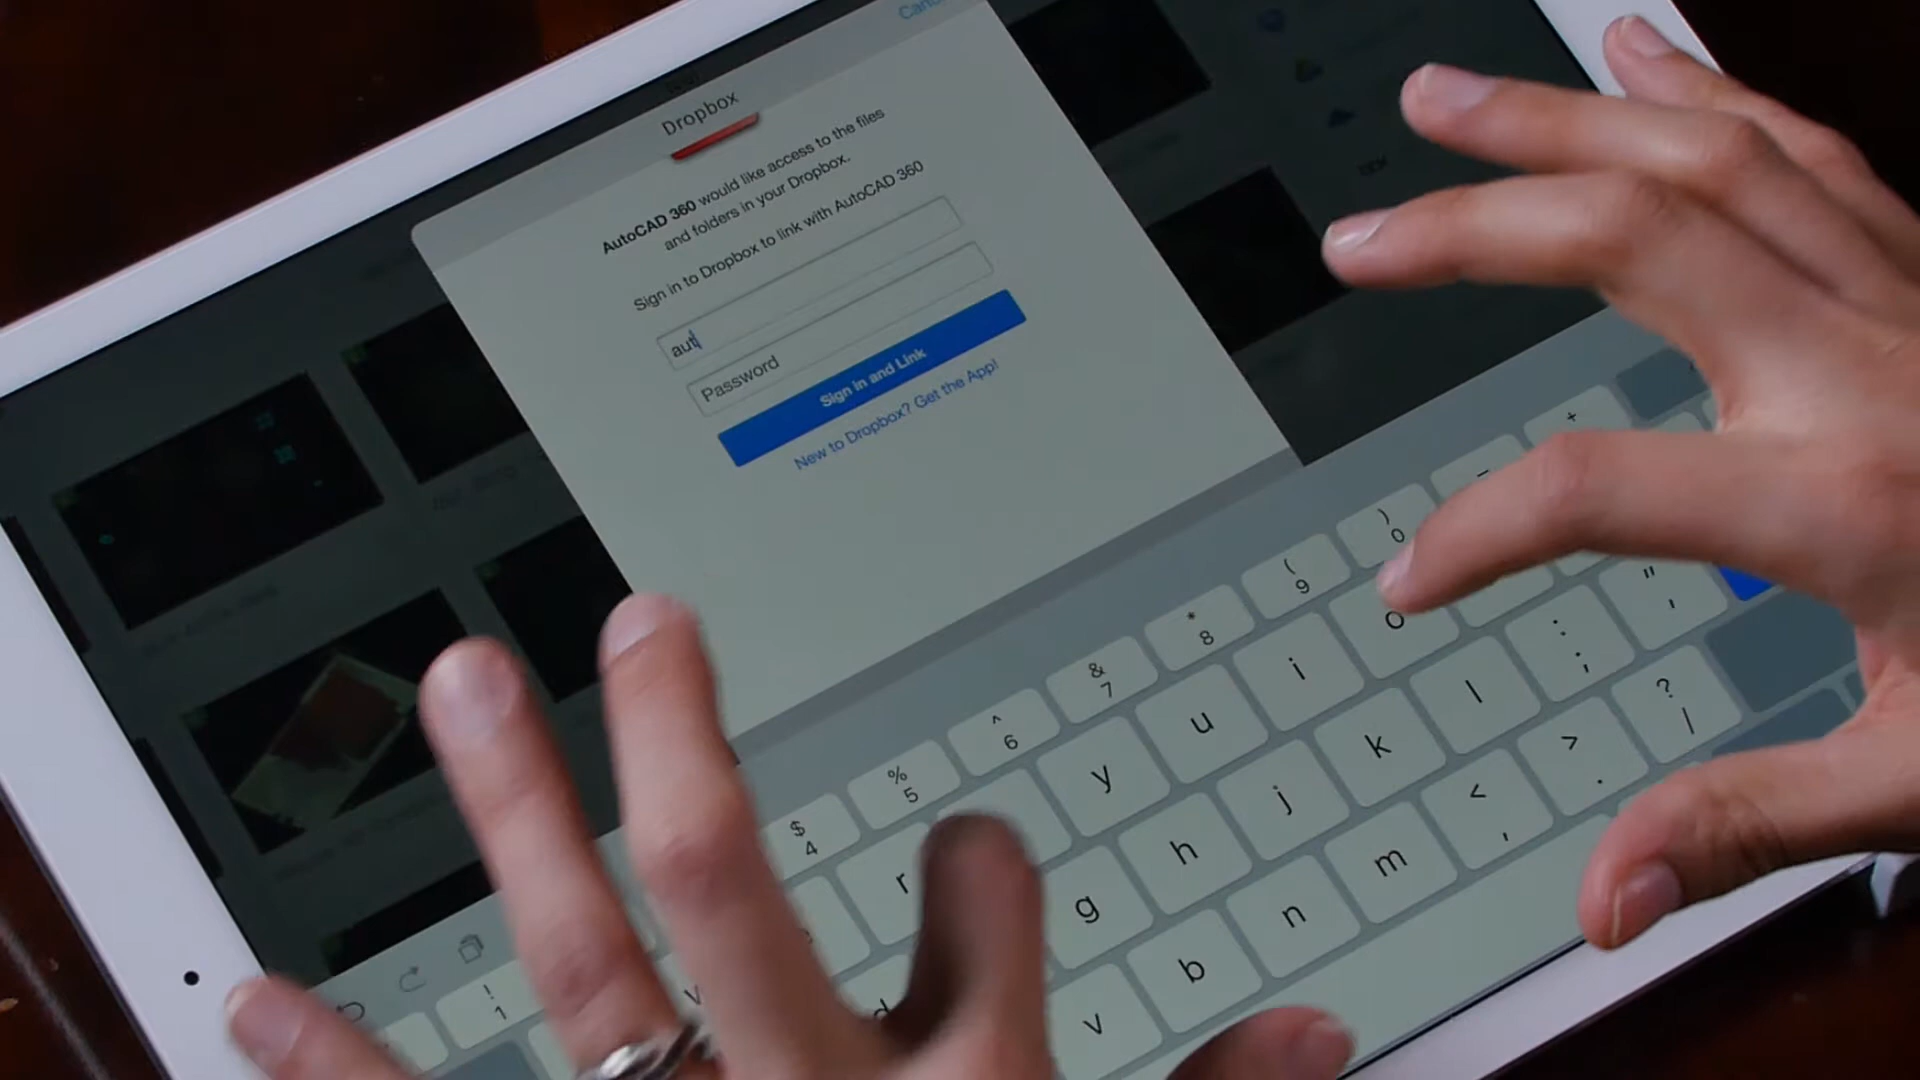 Dropbox
AutoCAD 360 would like access to the files
and folders in your Dropbox.
Sign in to Dropbox to link with AutoCAD 360
aut
Password
Sign in and Link
New to Dropbox? Get the App!
+
–
) 0
( 9
* 8
& 7
^ 6
% 5
$ 4
! 1
r y u i o
d g h j k l : ; " '
v b n m < , > . ? /